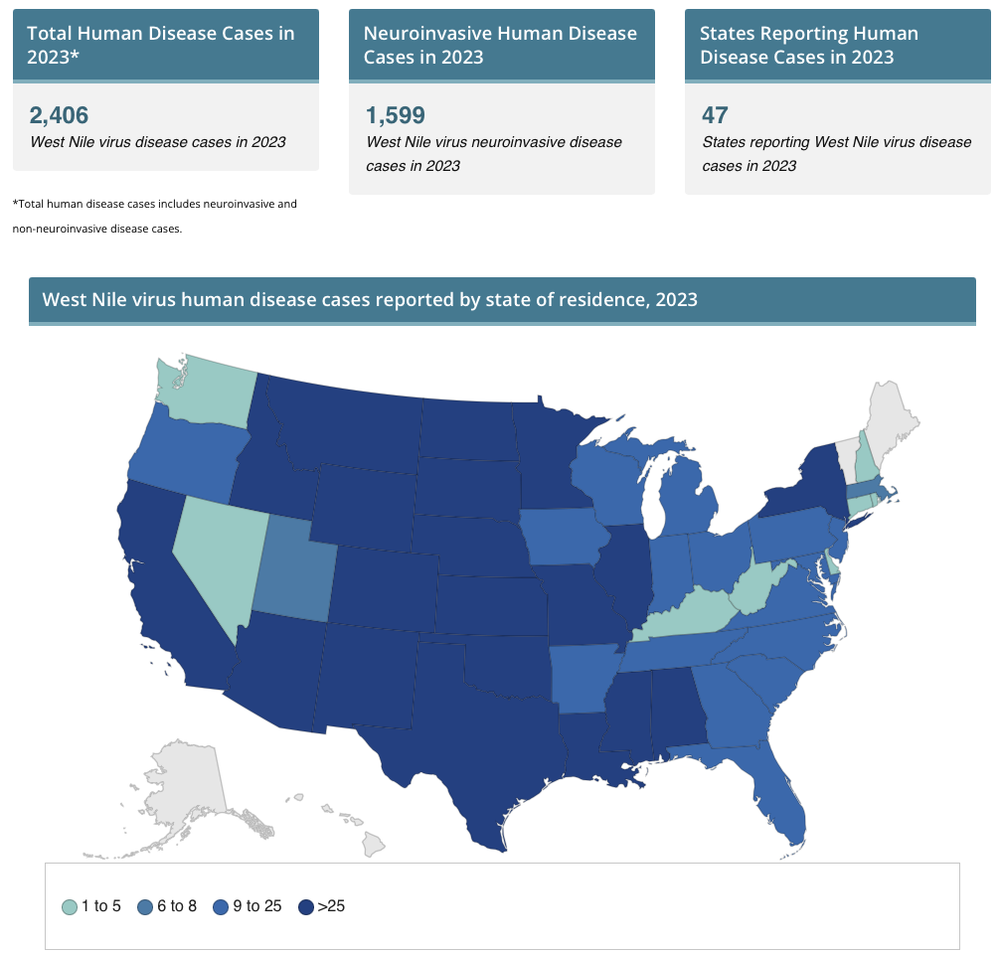 Total Human Disease Cases in
2023*
2,406
West Nile virus disease cases in 2023
*Total human disease cases includes neuroinvasive and
non-neuroinvasive disease cases.
Neuroinvasive Human Disease
Cases in 2023
1,599
West Nile virus neuroinvasive disease
cases in 2023
States Reporting Human
Disease Cases in 2023
47
States reporting West Nile virus disease
cases in 2023
West Nile virus human disease cases reported by state of residence, 2023
1 to 5
6 to 8
9 to 25
>25